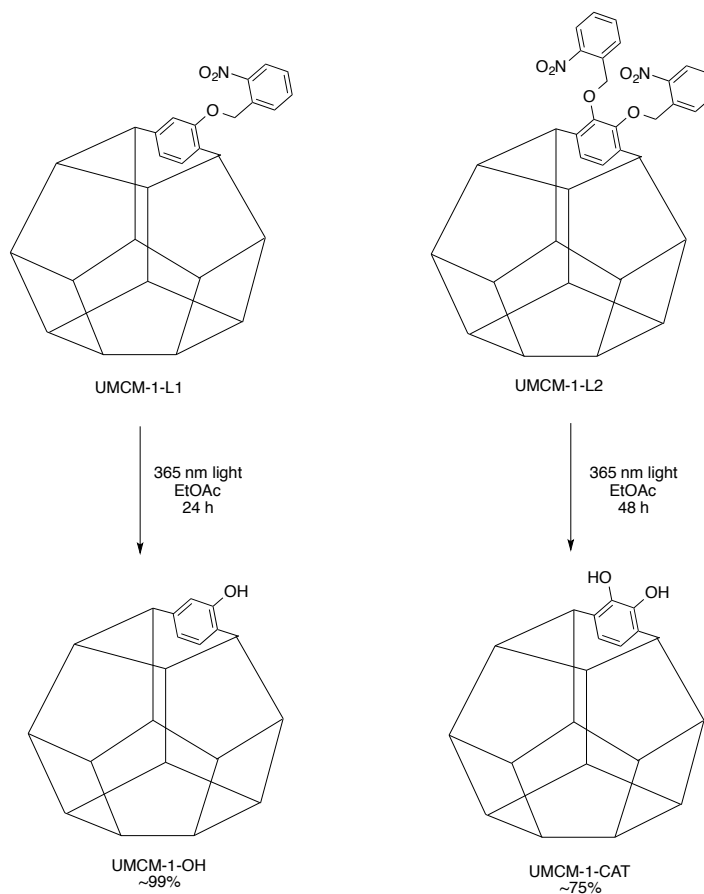 O₂N
O
UMCM-1-L1
O₂N
O₂N
O
O
UMCM-1-L2
365 nm light
EtOAc
24 h
365 nm light
EtOAc
48 h
OH
UMCM-1-OH
~99%
HO
OH
UMCM-1-CAT
~75%